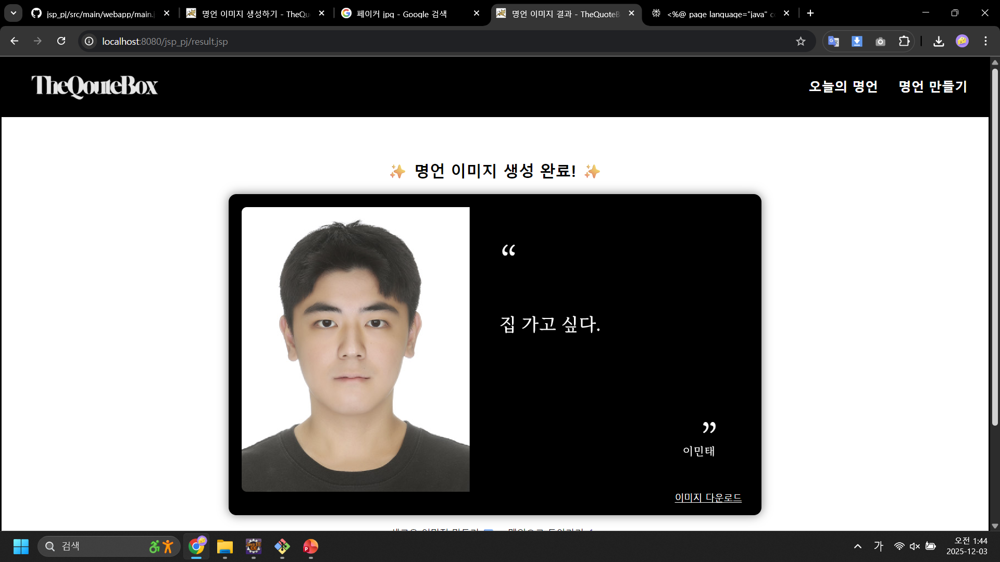 jsp_pj/src/main/webapp/main.j
명언 이미지 생성하기 - TheQu
페이커 jpg - Google 검색
명언 이미지 결과 - TheQuoteB
<%@ page language="java" c
localhost:8080/jsp_pj/result.jsp
TheQouteBox
오늘의 명언
명언 만들기
✨ 명언 이미지 생성 완료! ✨
“
집 가고 싶다.
”
이민태
이미지 다운로드
검색
가
오전 1:44
2025-12-03